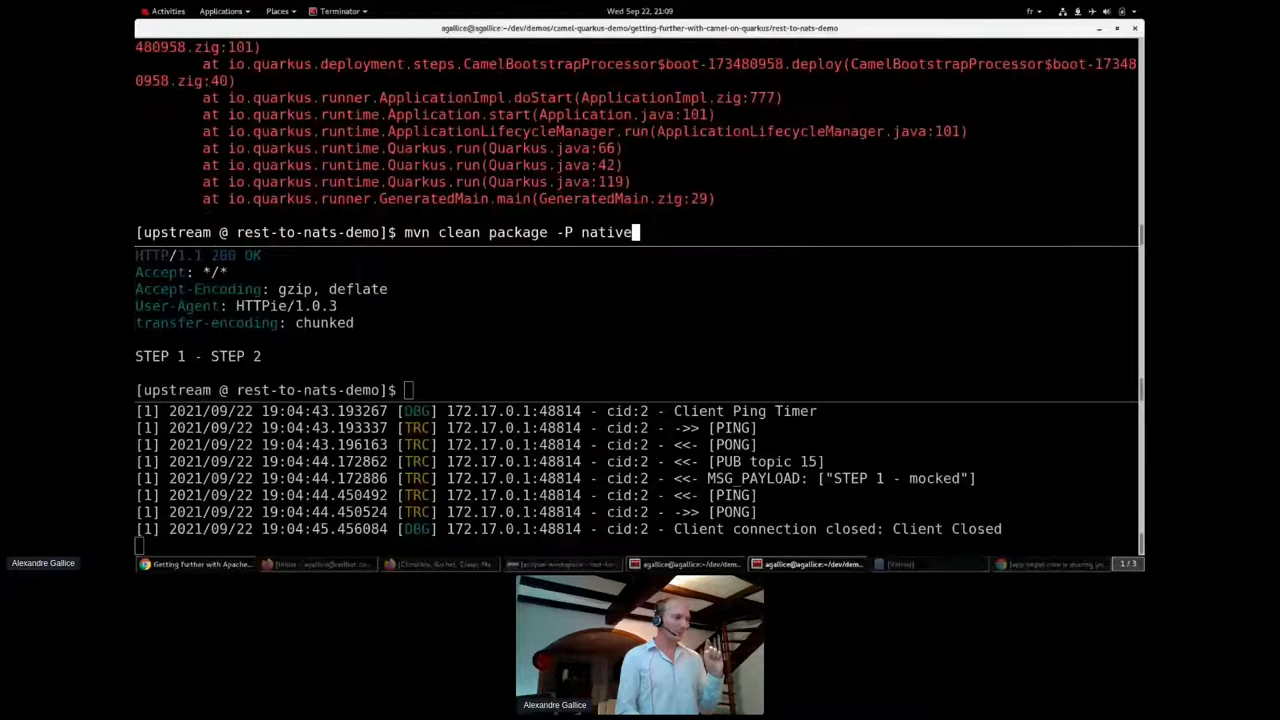 Activities Applications Places Terminator Wed Sep 22, 21:09 fr
agallice@agallice:~/dev/demos/camel-quarkus-demo/getting-further-with-camel-on-quarkus/rest-to-nats-demo
480958.zig:101)
at io.quarkus.deployment.steps.CamelBootstrapProcessor$boot-173480958.deploy(CamelBootstrapProcessor$boot-17348
0958.zig:40)
at io.quarkus.runner.ApplicationImpl.doStart(ApplicationImpl.zig:777)
at io.quarkus.runtime.Application.start(Application.java:101)
at io.quarkus.runtime.ApplicationLifecycleManager.run(ApplicationLifecycleManager.java:101)
at io.quarkus.runtime.Quarkus.run(Quarkus.java:66)
at io.quarkus.runtime.Quarkus.run(Quarkus.java:42)
at io.quarkus.runtime.Quarkus.run(Quarkus.java:119)
at io.quarkus.runner.GeneratedMain.main(GeneratedMain.zig:29)
[upstream @ rest-to-nats-demo]$ mvn clean package -P native
HTTP/1.1 200 OK
Accept: */*
Accept-Encoding: gzip, deflate
User-Agent: HTTPie/1.0.3
transfer-encoding: chunked
STEP 1 - STEP 2
[upstream @ rest-to-nats-demo]$
[1] 2021/09/22 19:04:43.193267 [DBG] 172.17.0.1:48814 - cid:2 - Client Ping Timer
[1] 2021/09/22 19:04:43.193337 [TRC] 172.17.0.1:48814 - cid:2 - ->> [PING]
[1] 2021/09/22 19:04:43.196163 [TRC] 172.17.0.1:48814 - cid:2 - <<- [PONG]
[1] 2021/09/22 19:04:44.172862 [TRC] 172.17.0.1:48814 - cid:2 - <<- [PUB topic 15]
[1] 2021/09/22 19:04:44.172886 [TRC] 172.17.0.1:48814 - cid:2 - <<- MSG_PAYLOAD: ["STEP 1 - mocked"]
[1] 2021/09/22 19:04:44.450492 [TRC] 172.17.0.1:48814 - cid:2 - <<- [PING]
[1] 2021/09/22 19:04:44.450524 [TRC] 172.17.0.1:48814 - cid:2 - ->> [PONG]
[1] 2021/09/22 19:04:45.456084 [DBG] 172.17.0.1:48814 - cid:2 - Client connection closed: Client Closed
Alexandre Gallice
Getting further with Apache... agallice@agallice:~/dev/dem... agallice@agallice:~/dev/dem... 1 / 3
Alexandre Gallice